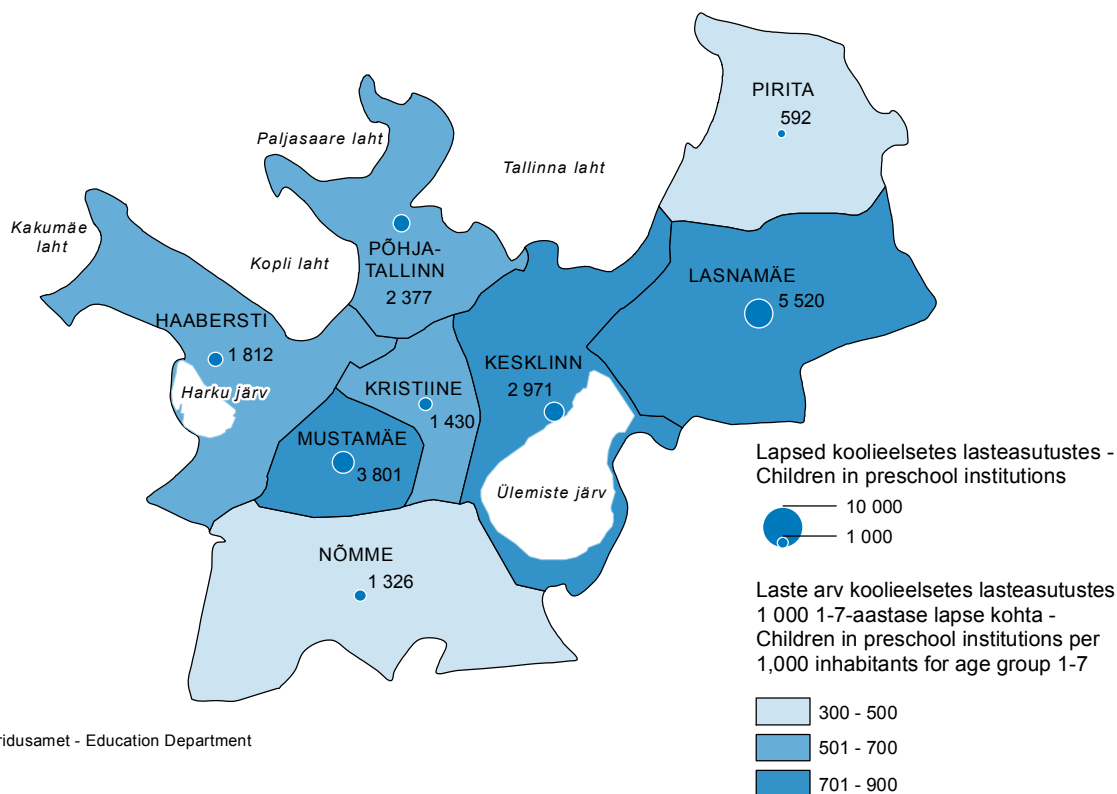 PIRITA
592
Paljasaare laht
Tallinna laht
Kakumäe
laht
Kopli laht
PÕHJA-
TALLINN
2 377
LASNAMÄE
5 520
HAABERSTI
1 812
Harku järv
KESKLINN
2 971
KRISTIINE
1 430
MUSTAMÄE
3 801
Ülemiste järv
NÕMME
1 326
Lapsed koolieelsetes lasteasutustes -
Children in preschool institutions
10 000
1 000
Laste arv koolieelsetes lasteasutustes
1 000 1-7-aastase lapse kohta -
Children in preschool institutions per
1,000 inhabitants for age group 1-7
300 - 500
501 - 700
701 - 900
ridusamet - Education Department